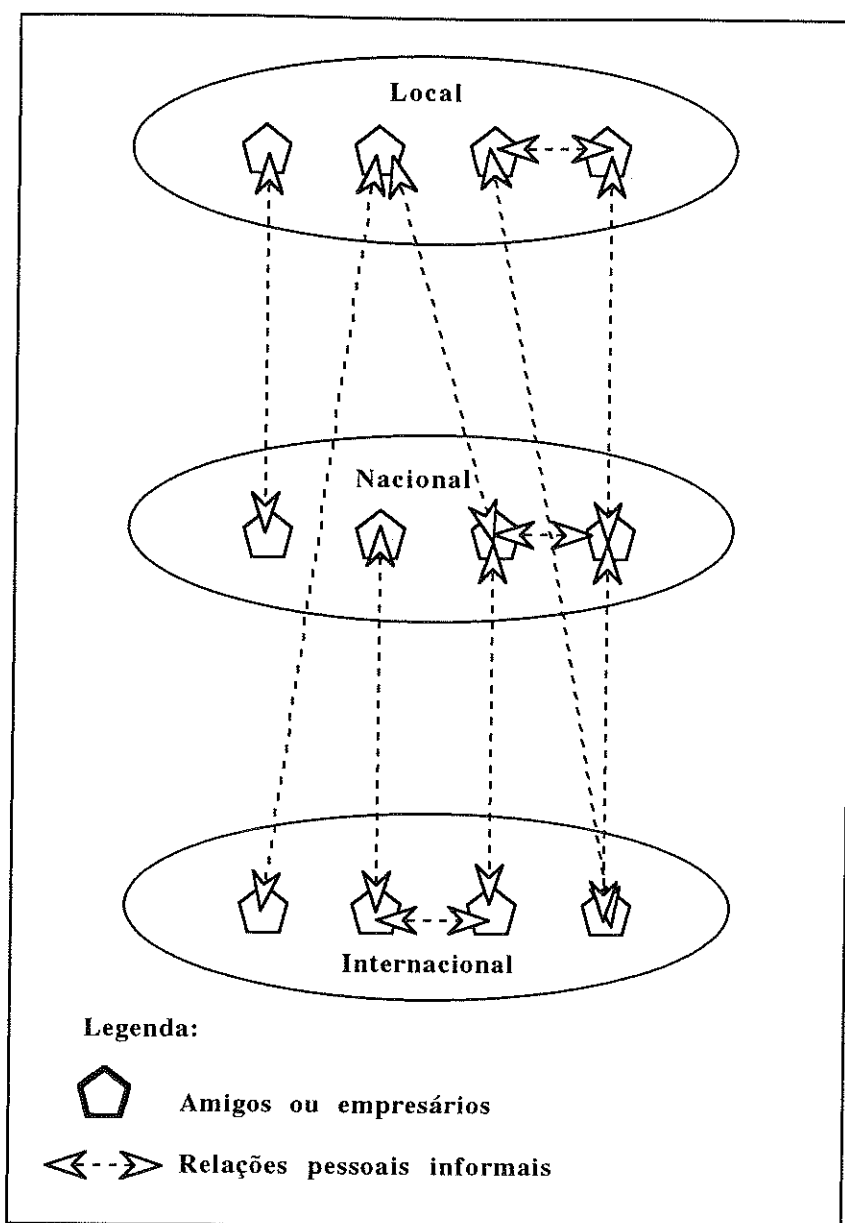 Local
Nacional
Internacional
Legenda:
Amigos ou empresários
Relações pessoais informais